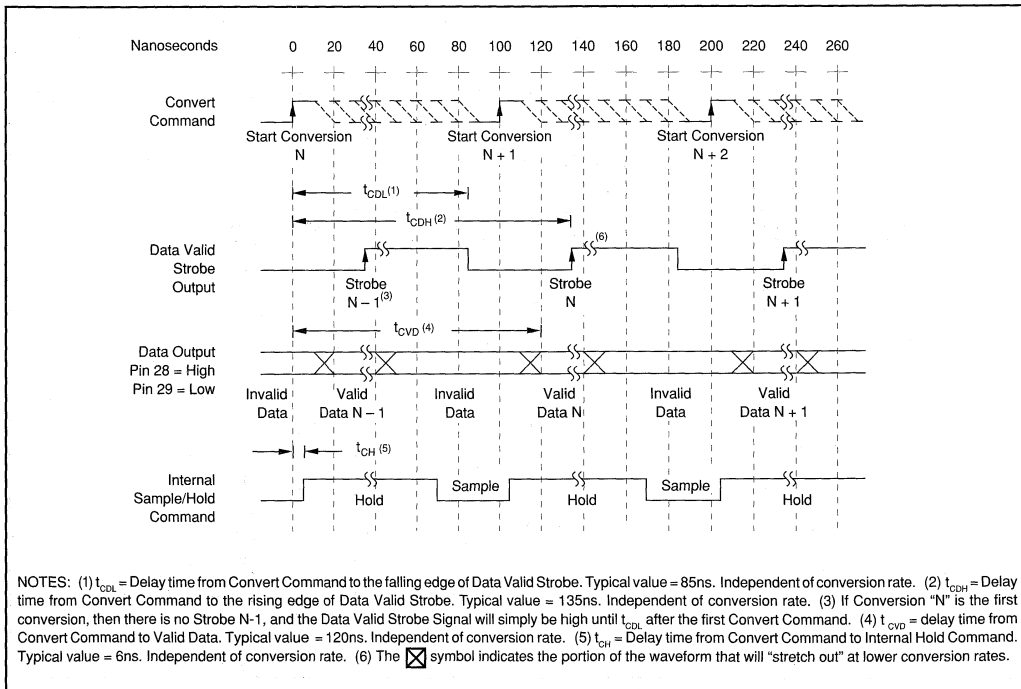 Nanoseconds 0 20 40 60 80 100 120 140 160 180 200 220 240 260
Convert
Command
Start Conversion
N
Start Conversion
N + 1
Start Conversion
N + 2
tCDL(1)
tCDH(2)
Data Valid
Strobe
Output
(6)
Strobe
N – 1(3)
Strobe
N
Strobe
N + 1
tCVD(4)
Data Output
Pin 28 = High
Pin 29 = Low
Invalid
Data
Valid
Data N – 1
Invalid
Data
Valid
Data N
Invalid
Data
Valid
Data N + 1
tCH(5)
Internal
Sample/Hold
Command
Hold
Sample
Hold
Sample
Hold
NOTES: (1) tCDL = Delay time from Convert Command to the falling edge of Data Valid Strobe. Typical value = 85ns. Independent of conversion rate. (2) tCDH = Delay
time from Convert Command to the rising edge of Data Valid Strobe. Typical value = 135ns. Independent of conversion rate. (3) If Conversion “N” is the first
conversion, then there is no Strobe N-1, and the Data Valid Strobe Signal will simply be high until tCDL after the first Convert Command. (4) tCVD = delay time from
Convert Command to Valid Data. Typical value = 120ns. Independent of conversion rate. (5) tCH = Delay time from Convert Command to Internal Hold Command.
Typical value = 6ns. Independent of conversion rate. (6) The symbol indicates the portion of the waveform that will “stretch out” at lower conversion rates.